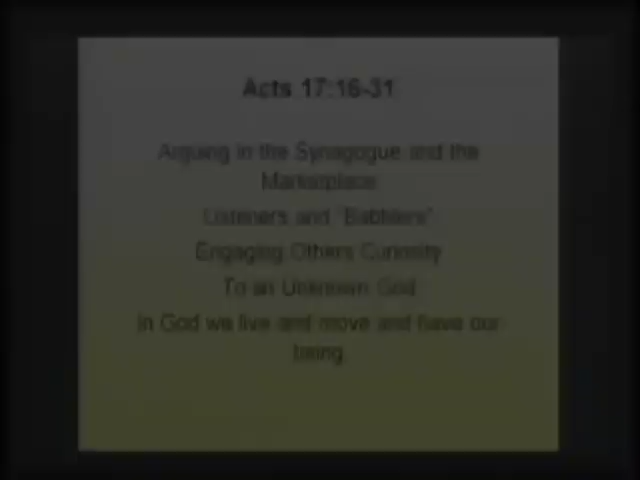 Acts 17:16-31
Arguing in the Synagogue and the
Marketplace
Listeners and "Babblers"
Engaging Others Curiosity
To an Unknown God
In God we live and move and have our
being